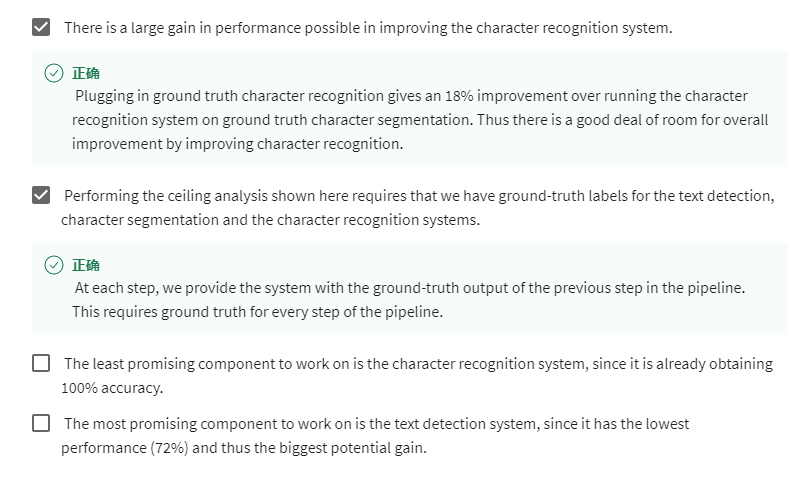 There is a large gain in performance possible in improving the character recognition system.
正确
Plugging in ground truth character recognition gives an 18% improvement over running the character
recognition system on ground truth character segmentation. Thus there is a good deal of room for overall
improvement by improving character recognition.
Performing the ceiling analysis shown here requires that we have ground-truth labels for the text detection,
character segmentation and the character recognition systems.
正确
At each step, we provide the system with the ground-truth output of the previous step in the pipeline.
This requires ground truth for every step of the pipeline.
The least promising component to work on is the character recognition system, since it is already obtaining
100% accuracy.
The most promising component to work on is the text detection system, since it has the lowest
performance (72%) and thus the biggest potential gain.